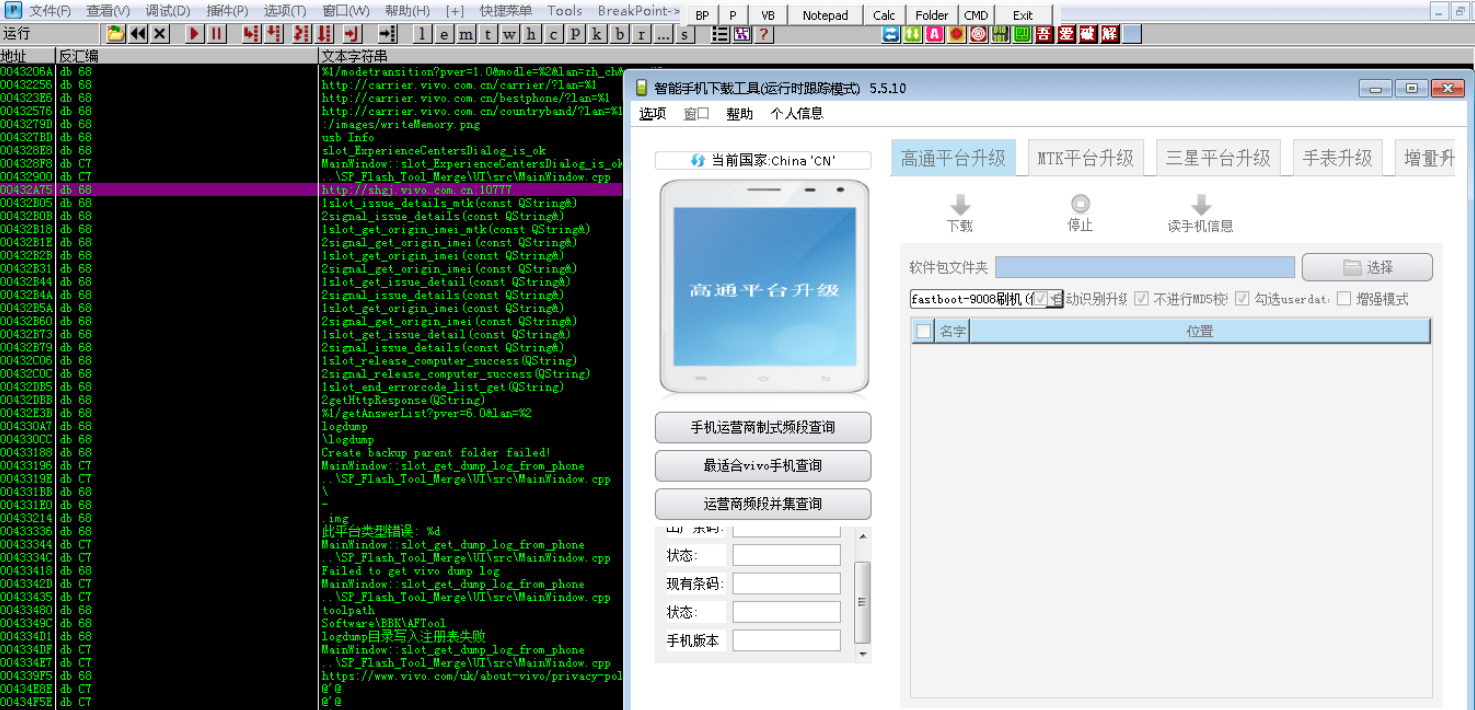 文件(F) 查看(V) 调试(D) 插件(P) 选项(T) 窗口(W) 帮助(H) [+] 快捷菜单 Tools BreakPoint-> BP P VB Notepad Calc Folder CMD Exit
运行 l e m t w h c P k b r ... s ? 吾 爱 破 解
地址 反汇编 文本字符串
0043206A db 68 %1/modetransition?pver=1.0&modle=%2&lan=zh_ch&
00432256 db 68 http://carrier.vivo.com.cn/carrier/?lan=%1
004323E6 db 68 http://carrier.vivo.com.cn/bestphone/?lan=%1
00432576 db 68 http://carrier.vivo.com.cn/countryband/?lan=%1
0043279D db 68 :/images/writeMemory.png
004327BD db 68 usb Info
004328E8 db 68 slot_ExperienceCentersDialog_is_ok
004328F8 db C7 MainWindow::slot_ExperienceCentersDialog_is_ok
00432900 db C7 ..\SP_Flash_Tool_Merge\UI\src\MainWindow.cpp
00432A75 db 68 http://shgj.vivo.com.cn:10777
00432B05 db 68 1slot_issue_details_mtk(const QString&)
00432B0B db 68 2signal_issue_details(const QString&)
00432B18 db 68 1slot_get_origin_imei_mtk(const QString&)
00432B1E db 68 2signal_get_origin_imei(const QString&)
00432B2B db 68 1slot_get_origin_imei(const QString&)
00432B31 db 68 2signal_get_origin_imei(const QString&)
00432B44 db 68 1slot_get_issue_detail(const QString&)
00432B4A db 68 2signal_issue_details(const QString&)
00432B5A db 68 1slot_get_origin_imei(const QString&)
00432B60 db 68 2signal_get_origin_imei(const QString&)
00432B73 db 68 1slot_get_issue_detail(const QString&)
00432B79 db 68 2signal_issue_details(const QString&)
00432C06 db 68 1slot_release_computer_success(QString)
00432C0C db 68 2signal_release_computer_success(QString)
00432DB5 db 68 1slot_end_errorcode_list_get(QString)
00432DBB db 68 2getHttpResponse(QString)
00432E3B db 68 %1/getAnswerList?pver=6.0&lan=%2
004330A7 db 68 logdump
004330CC db 68 \logdump
00433188 db 68 Create backup parent folder failed!
00433196 db C7 MainWindow::slot_get_dump_log_from_phone
0043319E db C7 ..\SP_Flash_Tool_Merge\UI\src\MainWindow.cpp
004331BB db 68 \
004331E0 db 68 -
00433214 db 68 .img
00433336 db 68 此平台类型错误: %d
00433344 db C7 MainWindow::slot_get_dump_log_from_phone
0043334C db C7 ..\SP_Flash_Tool_Merge\UI\src\MainWindow.cpp
00433418 db 68 Failed to get vivo dump log
0043342D db C7 MainWindow::slot_get_dump_log_from_phone
00433435 db C7 ..\SP_Flash_Tool_Merge\UI\src\MainWindow.cpp
00433480 db 68 toolpath
0043349C db 68 Software\BBK\AFTool
004334D1 db 68 logdump目录写入注册表失败
004334DF db C7 MainWindow::slot_get_dump_log_from_phone
004334E7 db C7 ..\SP_Flash_Tool_Merge\UI\src\MainWindow.cpp
004339F5 db 68 https://www.vivo.com/uk/about-vivo/privacy-pol
00434E8E db C7 @'@
00434F5E db C7 @'@
智能手机下载工具(运行时跟踪模式) 5.5.10
选项 窗口 帮助 个人信息
当前国家:China 'CN'
高通平台升级
手机运营商制式频段查询
最适合vivo手机查询
运营商频段并集查询
状态:
现有条码:
状态:
手机版本
高通平台升级 MTK平台升级 三星平台升级 手表升级 增量升
下载 停止 读手机信息
软件包文件夹 选择
fastboot-9008刷机 动识别升级 不进行MD5校! 勾选userdat: 增强模式
名字 位置